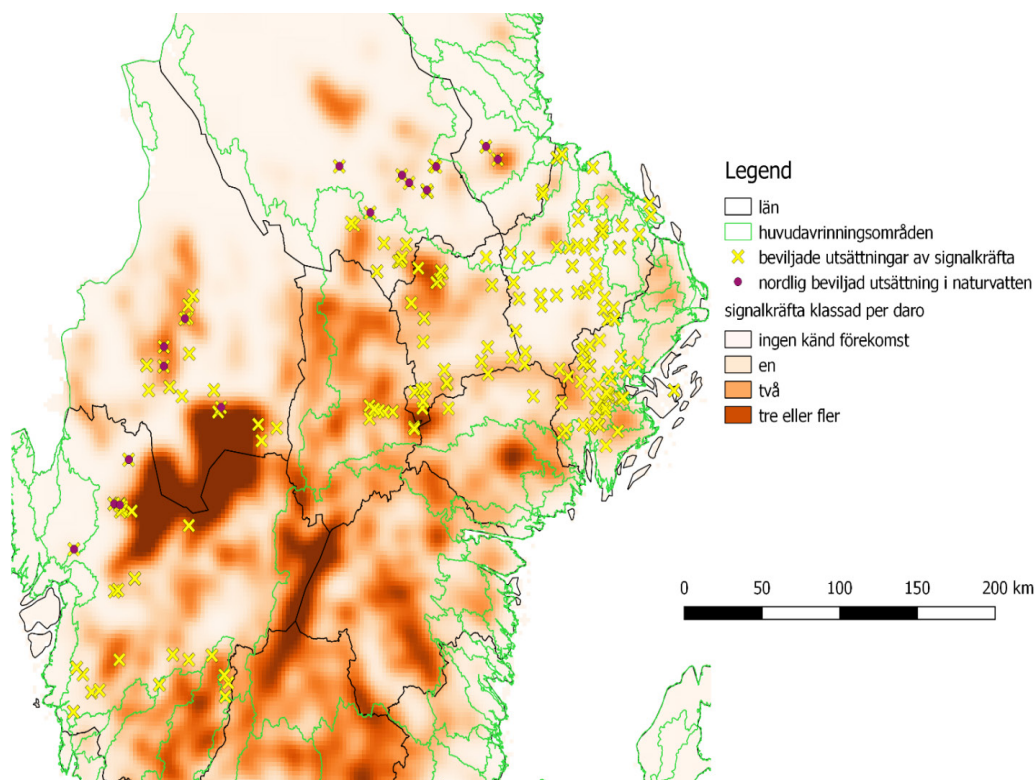 Legend
län
huvudavrinningsområden
beviljade utsättningar av signalkräfta
nordlig beviljad utsättning i naturvatten
signalkräfta klassad per daro
ingen känd förekomst
en
två
tre eller fler
0 50 100 150 200 km